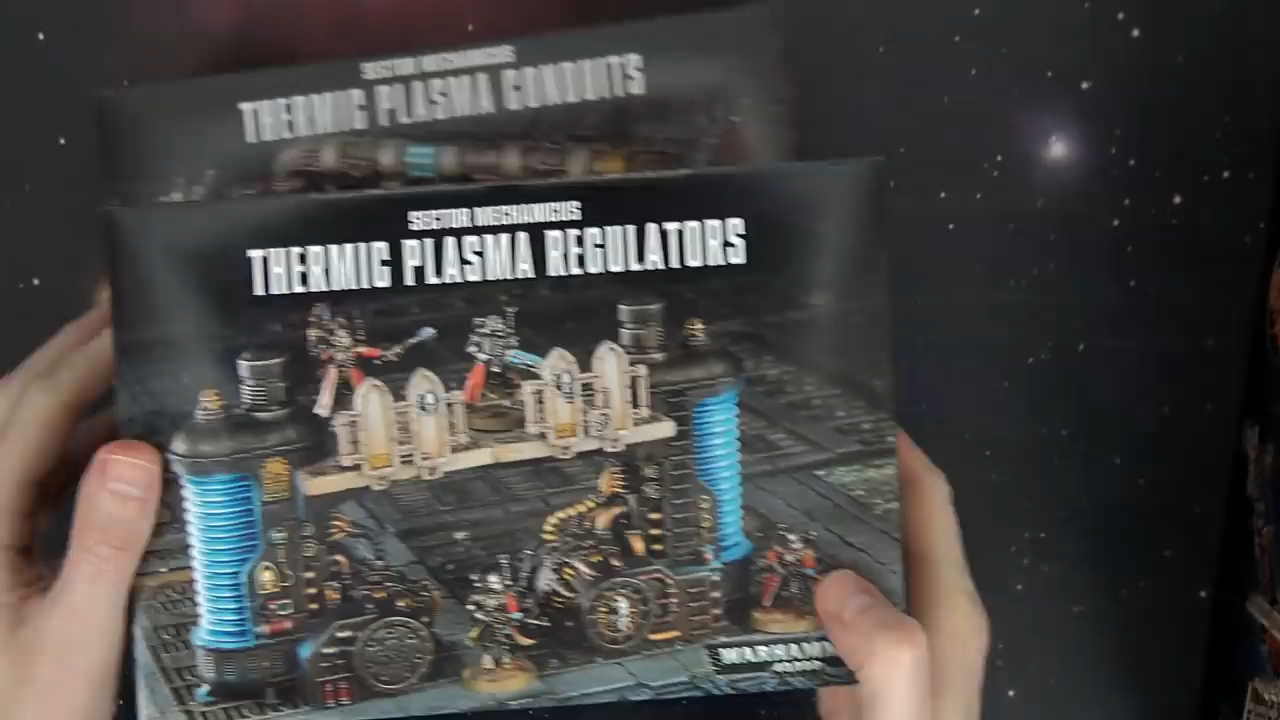 SECTOR MECHANICUS
THERMIC PLASMA CONDUITS
SECTOR MECHANICUS
THERMIC PLASMA REGULATORS